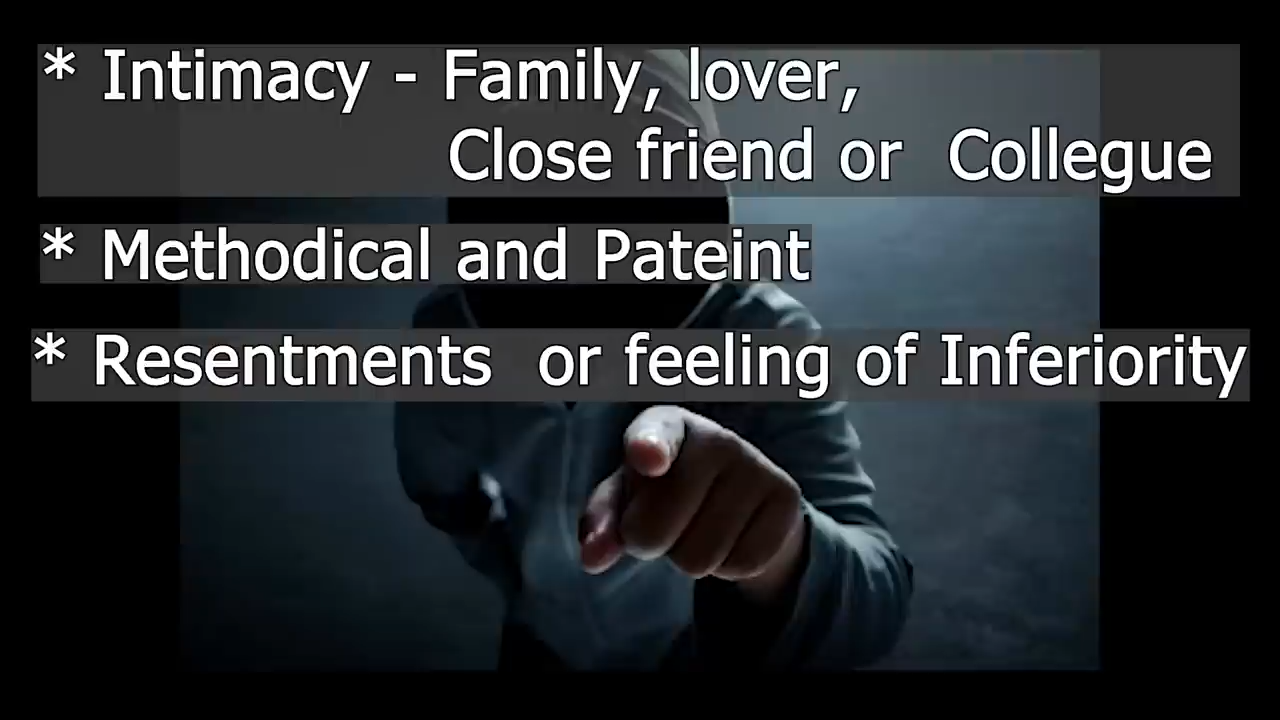 * Intimacy - Family, lover,
Close friend or Collegue
* Methodical and Pateint
* Resentments or feeling of Inferiority